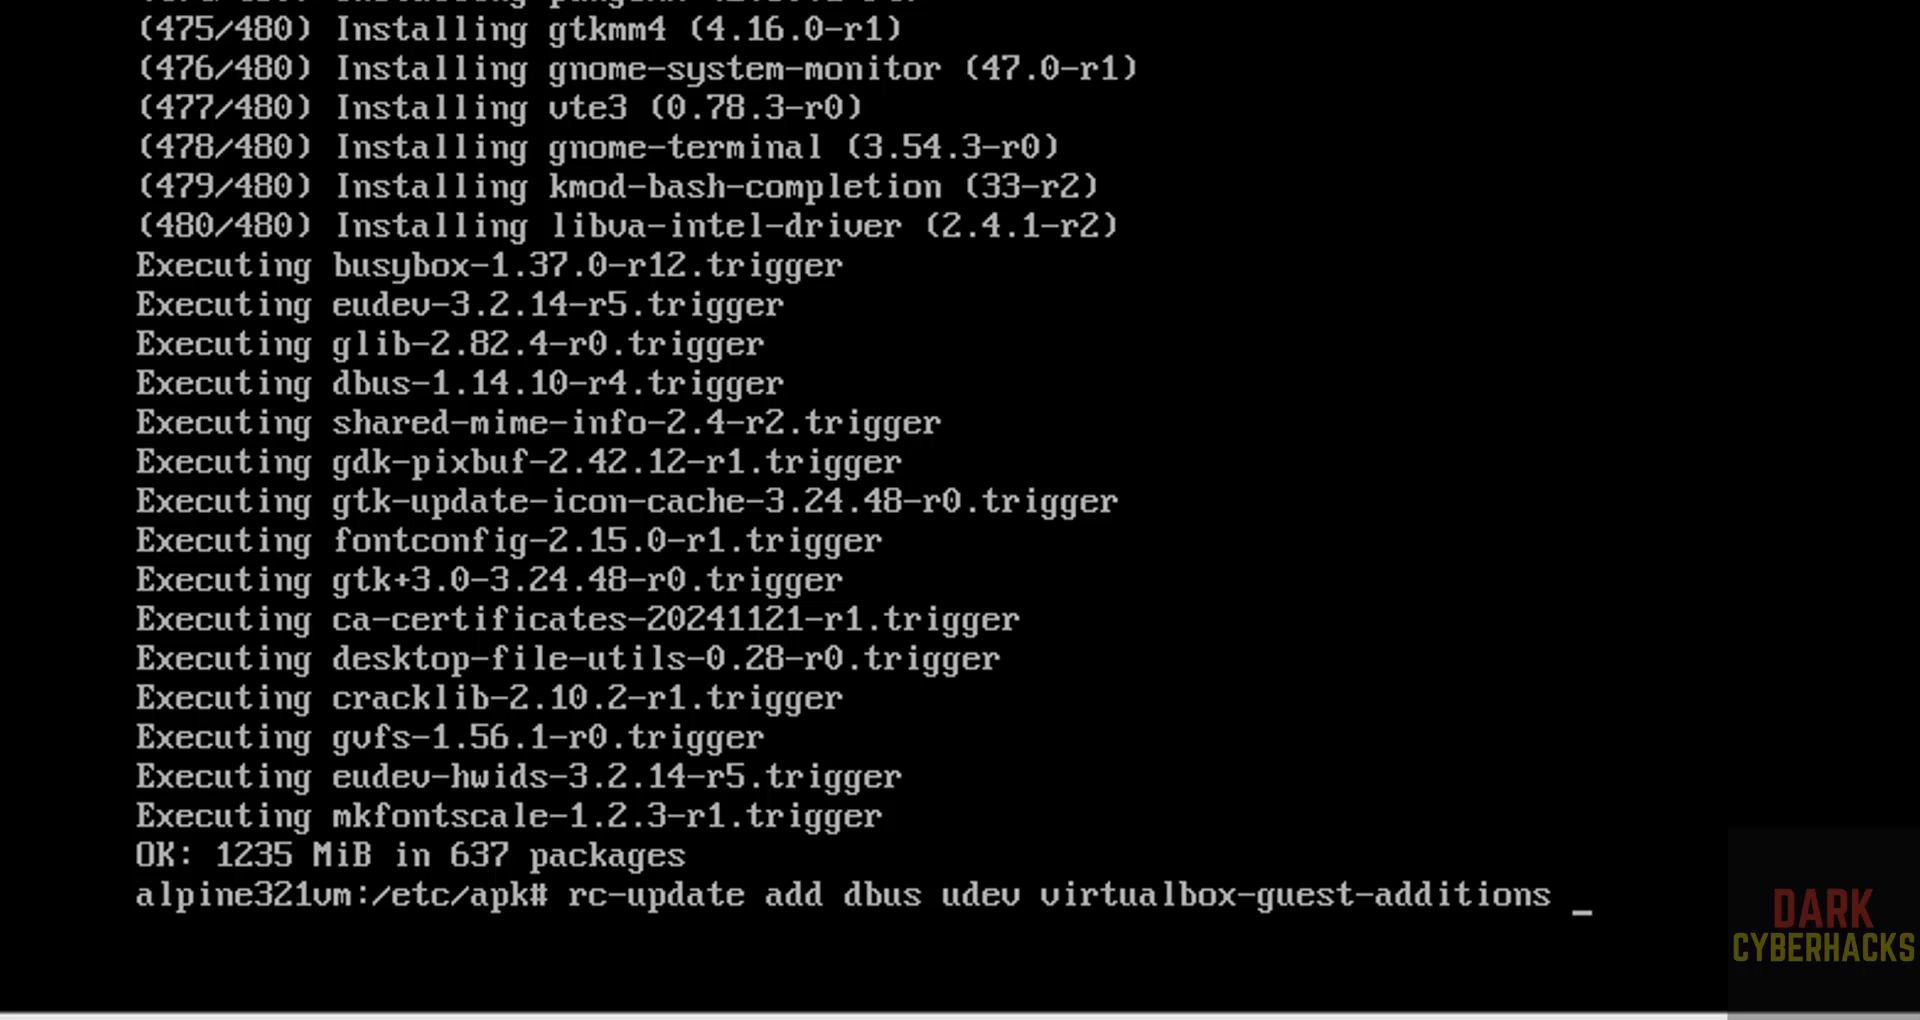 (475/480) Installing gtkmm4 (4.16.0-r1)
(476/480) Installing gnome-system-monitor (47.0-r1)
(477/480) Installing vte3 (0.78.3-r0)
(478/480) Installing gnome-terminal (3.54.3-r0)
(479/480) Installing kmod-bash-completion (33-r2)
(480/480) Installing libva-intel-driver (2.4.1-r2)
Executing busybox-1.37.0-r12.trigger
Executing eudev-3.2.14-r5.trigger
Executing glib-2.82.4-r0.trigger
Executing dbus-1.14.10-r4.trigger
Executing shared-mime-info-2.4-r2.trigger
Executing gdk-pixbuf-2.42.12-r1.trigger
Executing gtk-update-icon-cache-3.24.48-r0.trigger
Executing fontconfig-2.15.0-r1.trigger
Executing gtk+3.0-3.24.48-r0.trigger
Executing ca-certificates-20241121-r1.trigger
Executing desktop-file-utils-0.28-r0.trigger
Executing cracklib-2.10.2-r1.trigger
Executing gvfs-1.56.1-r0.trigger
Executing eudev-hwids-3.2.14-r5.trigger
Executing mkfontscale-1.2.3-r1.trigger
OK: 1235 MiB in 637 packages
alpine321vm:/etc/apk# rc-update add dbus udev virtualbox-guest-additions _
DARK
CYBERHACKS